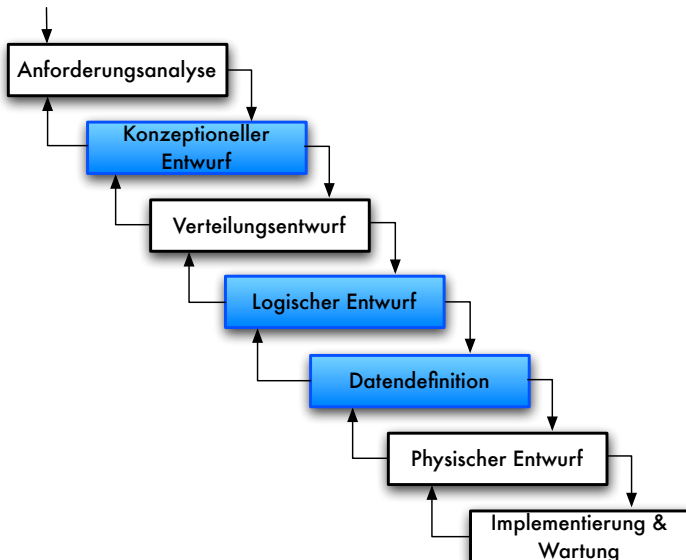 Anforderungsanalyse
Konzeptioneller
Entwurf
Verteilungsentwurf
Logischer Entwurf
Datendefinition
Physischer Entwurf
Implementierung &
Wartung